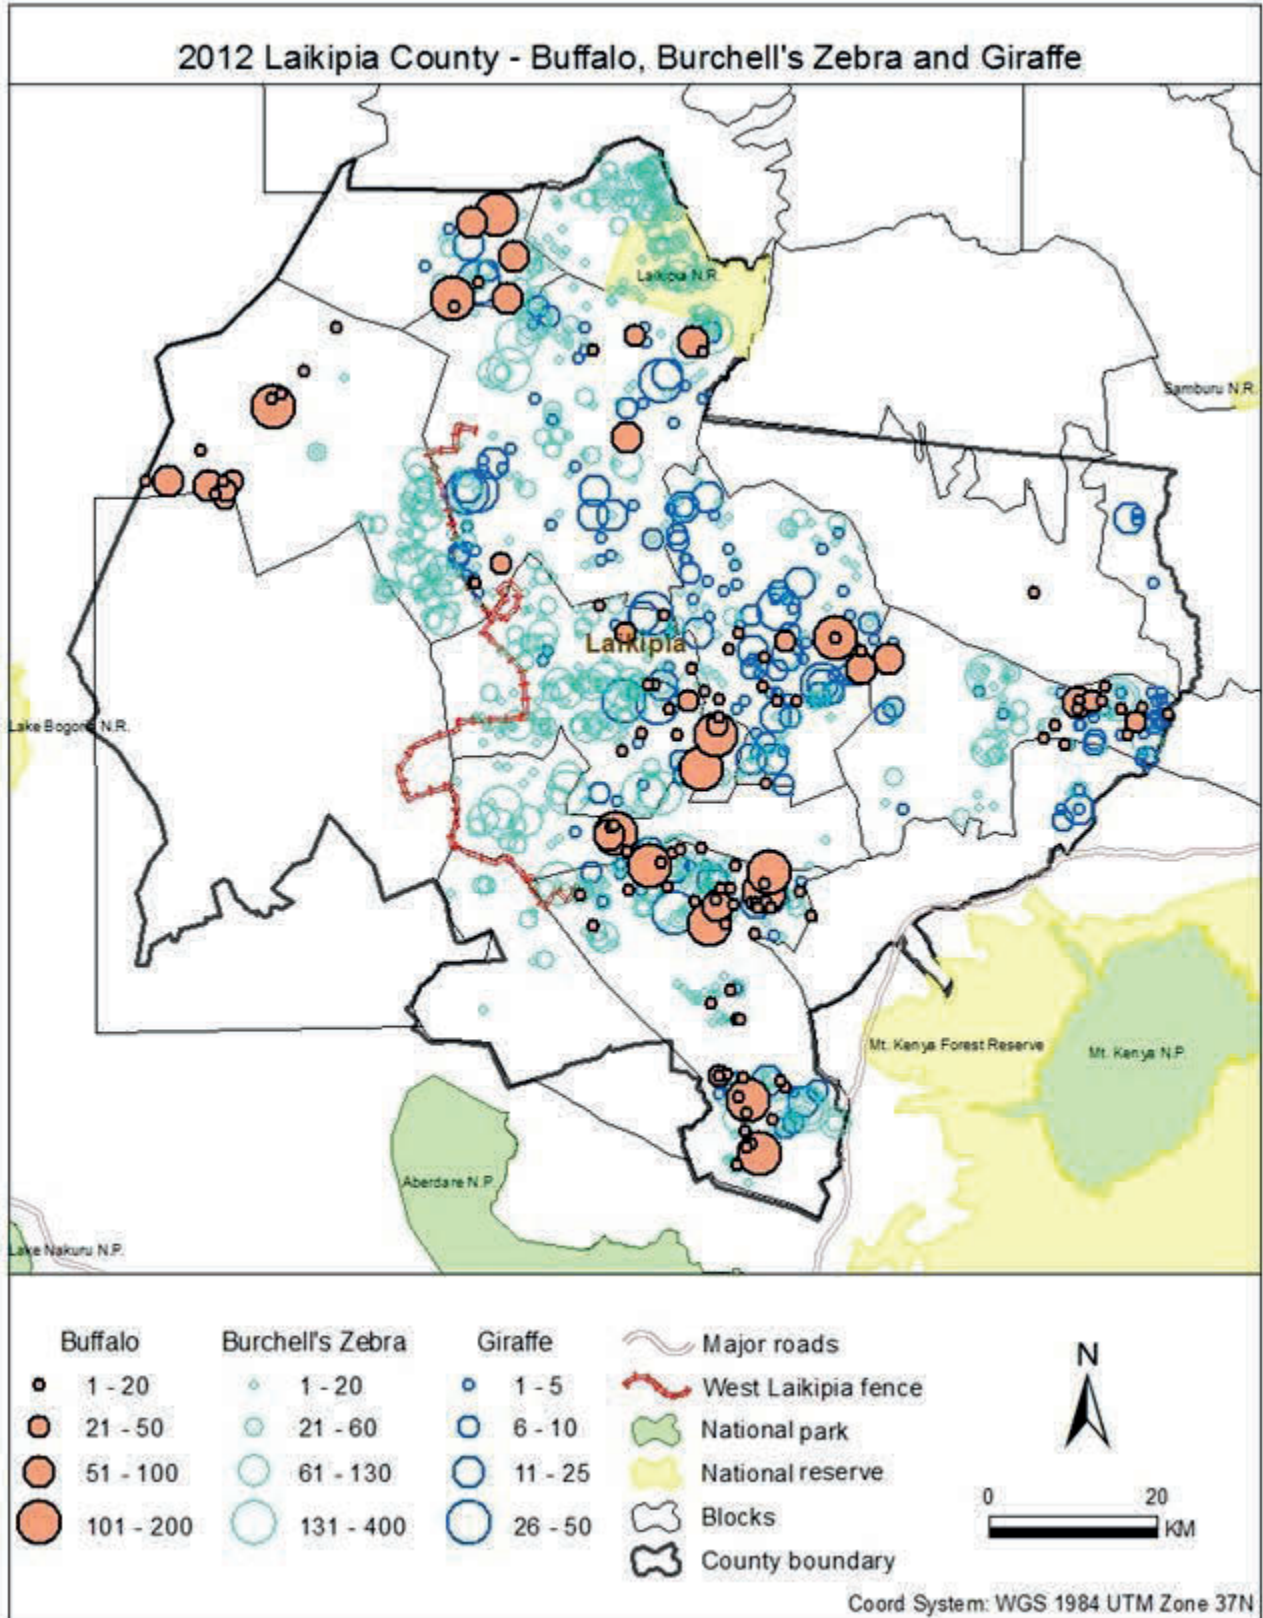 2012 Laikipia County - Buffalo, Burchell's Zebra and Giraffe
Laikipia N.R.
Samburu N.R.
Laikipia
Lake Bogoria N.R.
Mt. Kenya Forest Reserve
Mt. Kenya N.P.
Aberdare N.P.
Lake Nakuru N.P.
Buffalo
1 - 20
21 - 50
51 - 100
101 - 200
Burchell's Zebra
1 - 20
21 - 60
61 - 130
131 - 400
Giraffe
1 - 5
6 - 10
11 - 25
26 - 50
Major roads
West Laikipia fence
National park
National reserve
Blocks
County boundary
N
0 20
KM
Coord System: WGS 1984 UTM Zone 37N